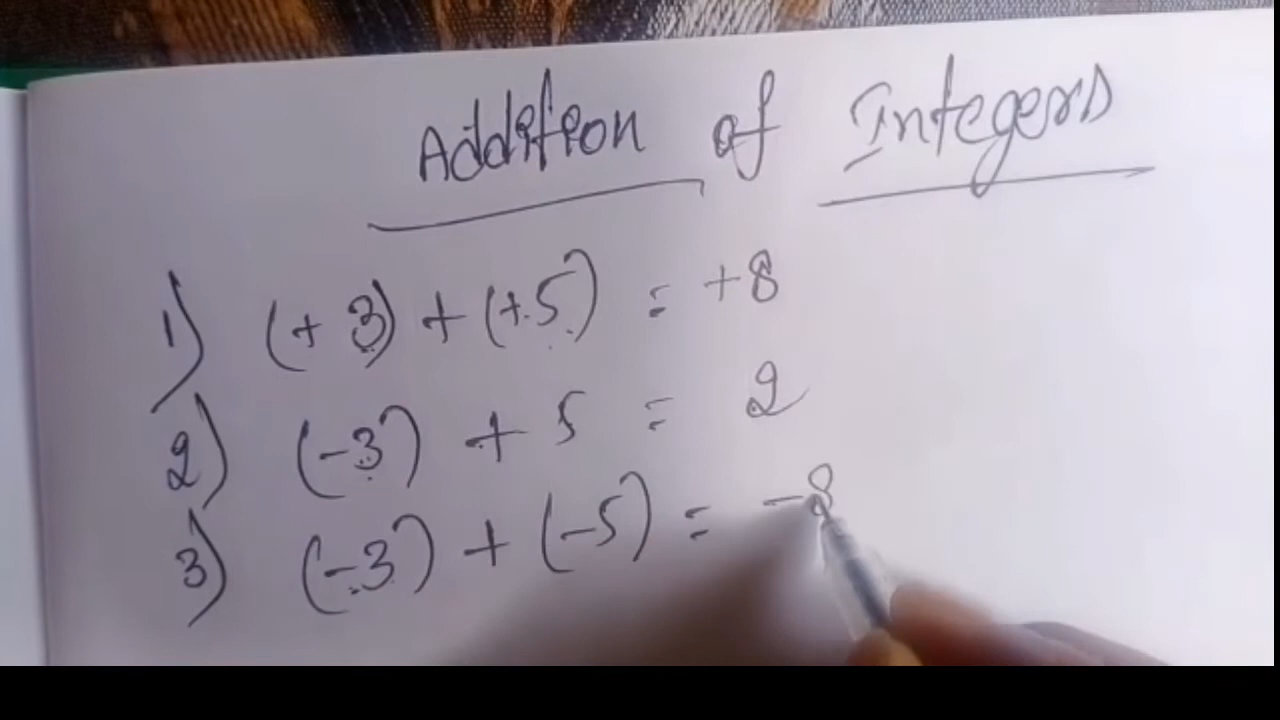 Addition of Integers
1) (+3) + (+5) = +8
2) (-3) + 5 = 2
3) (-3) + (-5) = -8